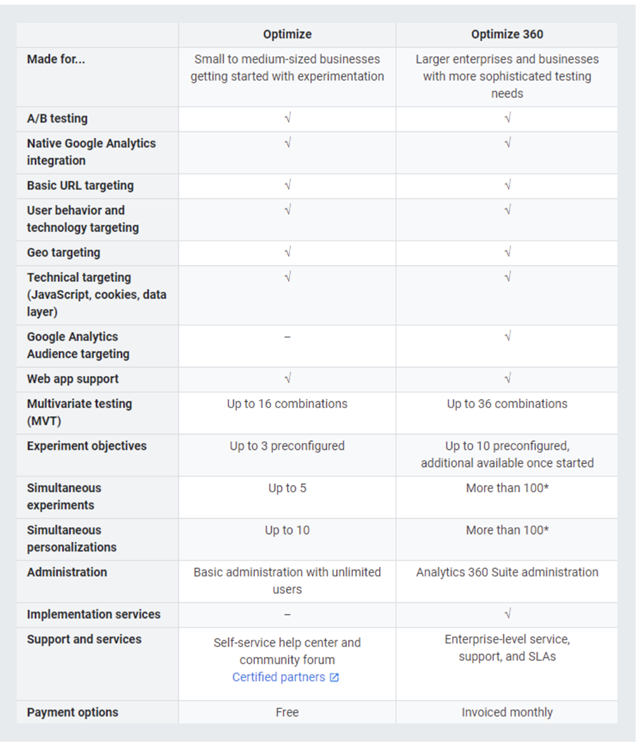 Optimize Optimize 360
Made for... Small to medium-sized businesses Larger enterprises and businesses
getting started with experimentation with more sophisticated testing
needs
A/B testing √ √
Native Google Analytics √ √
integration
Basic URL targeting √ √
User behavior and √ √
technology targeting
Geo targeting √ √
Technical targeting √ √
(JavaScript, cookies, data
layer)
Google Analytics – √
Audience targeting
Web app support √ √
Multivariate testing Up to 16 combinations Up to 36 combinations
(MVT)
Experiment objectives Up to 3 preconfigured Up to 10 preconfigured,
additional available once started
Simultaneous Up to 5 More than 100*
experiments
Simultaneous Up to 10 More than 100*
personalizations
Administration Basic administration with unlimited Analytics 360 Suite administration
users
Implementation services – √
Support and services Self-service help center and Enterprise-level service,
community forum support, and SLAs
Certified partners
Payment options Free Invoiced monthly